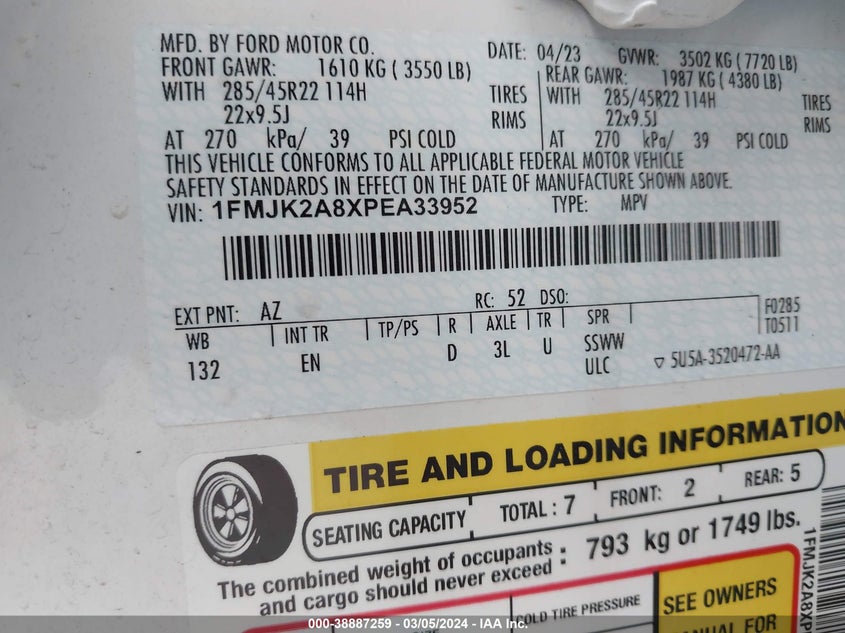 MFD. BY FORD MOTOR CO. DATE: 04/23 GVWR: 3502 KG ( 7720 LB)
FRONT GAWR: 1610 KG ( 3550 LB) REAR GAWR: 1987 KG ( 4380 LB)
WITH 285/45R22 114H TIRES WITH 285/45R22 114H TIRES
22x9.5J RIMS 22x9.5J RIMS
AT 270 kPa/ 39 PSI COLD AT 270 kPa/ 39 PSI COLD
THIS VEHICLE CONFORMS TO ALL APPLICABLE FEDERAL MOTOR VEHICLE
SAFETY STANDARDS IN EFFECT ON THE DATE OF MANUFACTURE SHOWN ABOVE.
VIN: 1FMJK2A8XPEA33952 TYPE: MPV
EXT PNT: AZ RC: 52 DSO:
WB INT TR TP/PS R AXLE TR SPR
132 EN D 3L U SSWW
ULC
F0285
T0511
5U5A-3520472-AA
TIRE AND LOADING INFORMATION
SEATING CAPACITY TOTAL : 7 FRONT: 2 REAR: 5
The combined weight of occupants
and cargo should never exceed : 793 kg or 1749 lbs.
COLD TIRE PRESSURE SEE OWNERS
MANUAL FOR
1FMJK2A8XP
000-38887259 - 03/05/2024 - IAA Inc.